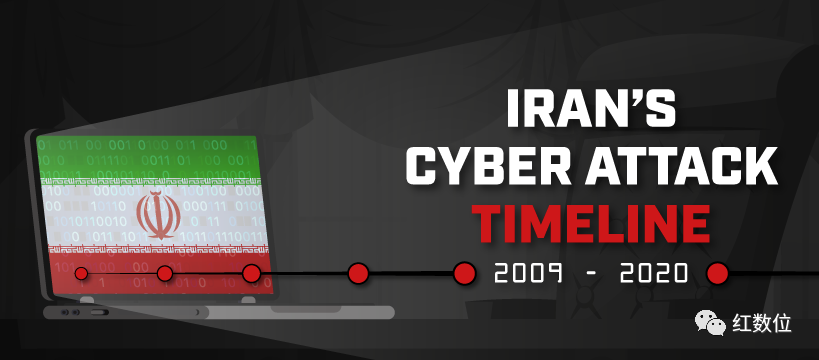 IRAN'S
CYBER ATTACK
TIMELINE
2009 - 2020
红数位